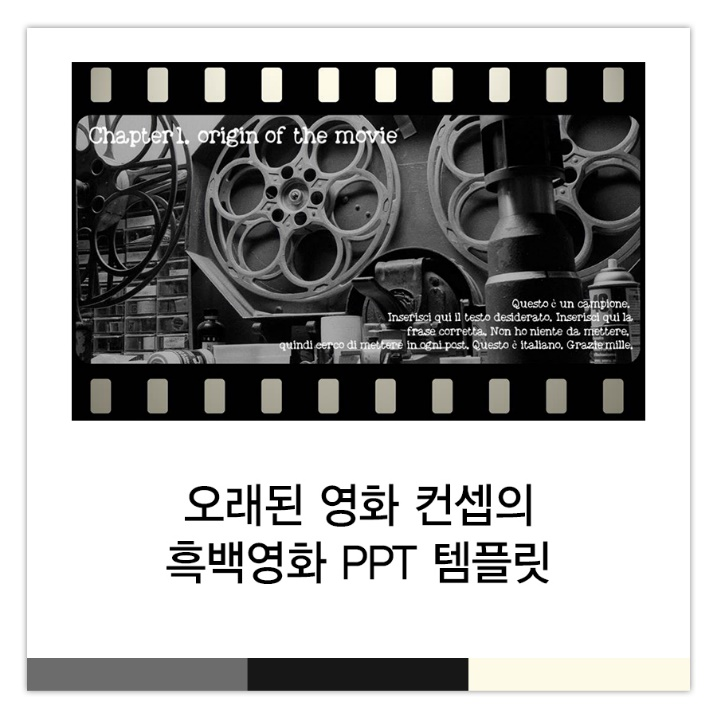 Chapter1. origin of the movie
Questo è un campione.
Inserisci qui il testo desiderato. Inserisci qui la
frase corretta. Non ho niente da mettere,
quindi cerco di mettere in ogni post. Questo è italiano. Grazie mille.
오래된 영화 컨셉의
흑백영화 PPT 템플릿